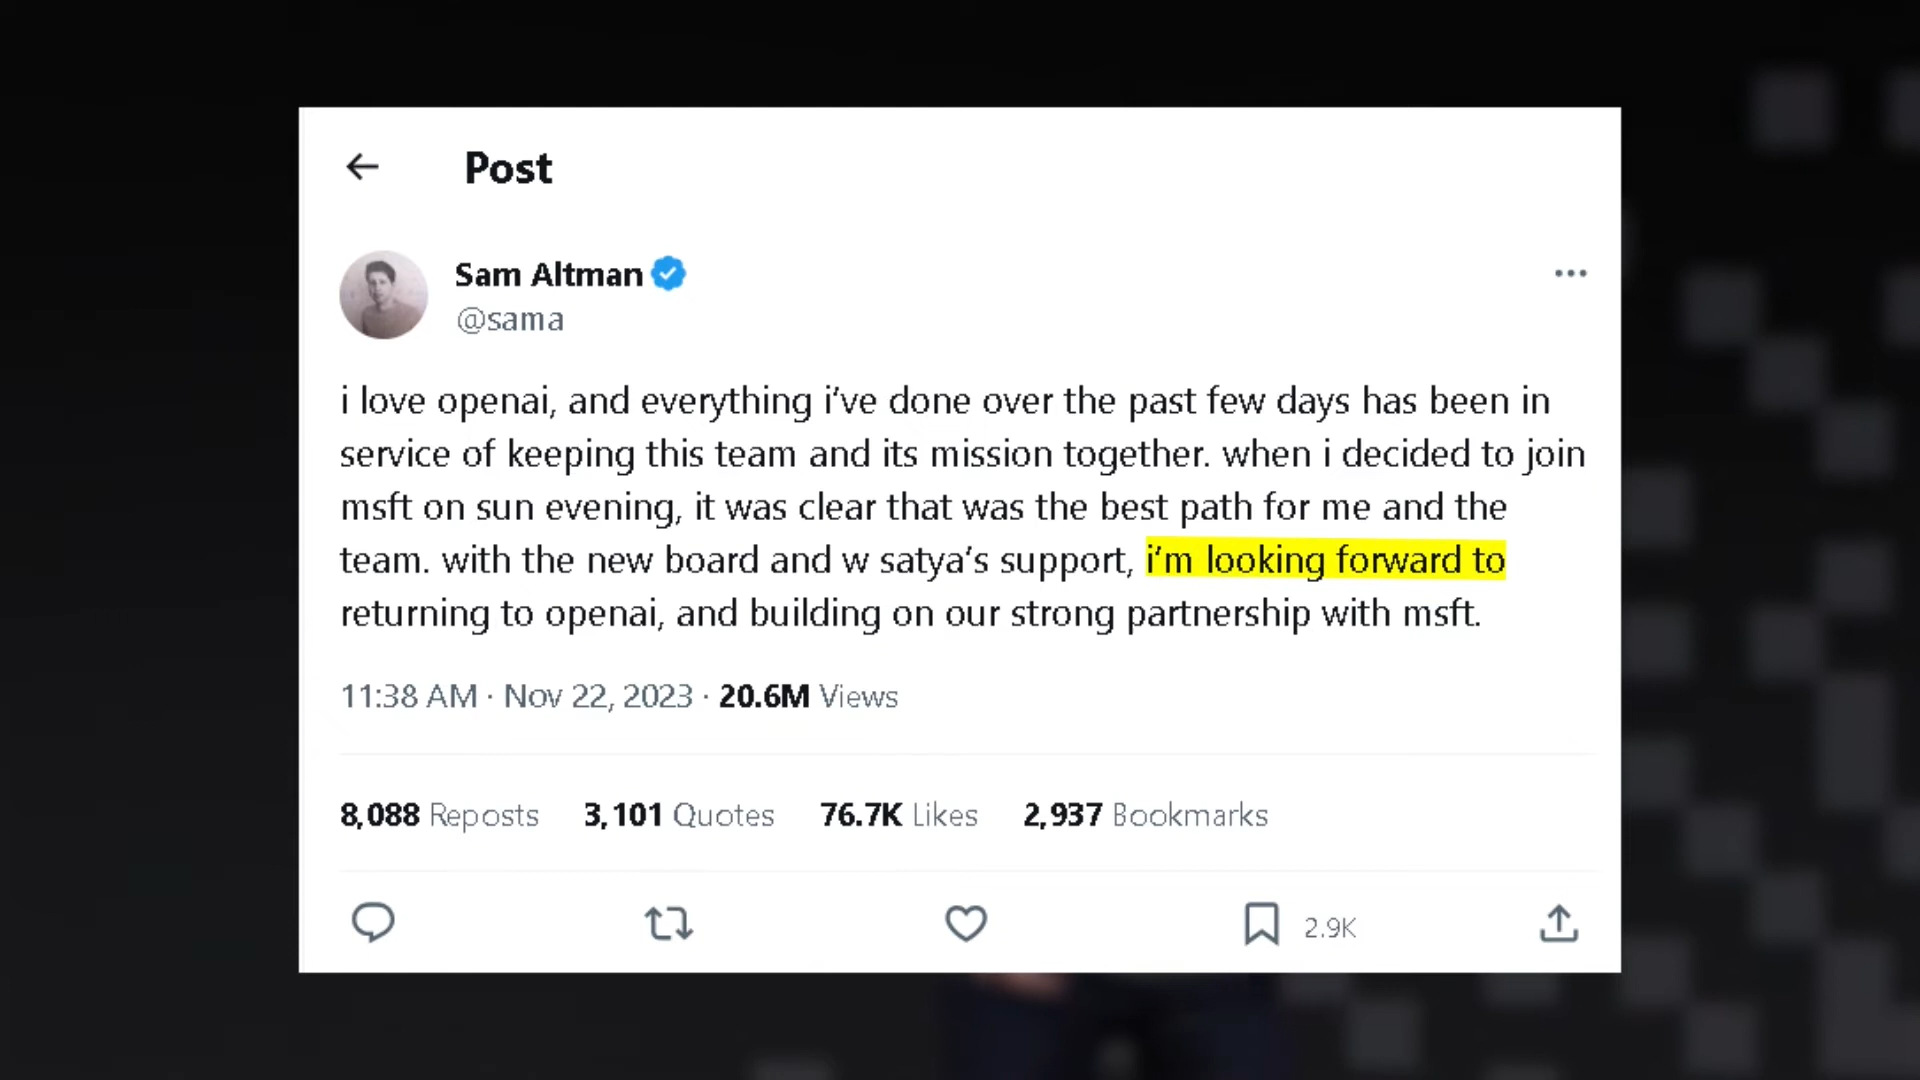 Post
Sam Altman
@sama
i love openai, and everything i’ve done over the past few days has been in
service of keeping this team and its mission together. when i decided to join
msft on sun evening, it was clear that was the best path for me and the
team. with the new board and w satya’s support, i’m looking forward to
returning to openai, and building on our strong partnership with msft.
11:38 AM · Nov 22, 2023 · 20.6M Views
8,088 Reposts 3,101 Quotes 76.7K Likes 2,937 Bookmarks
2.9K